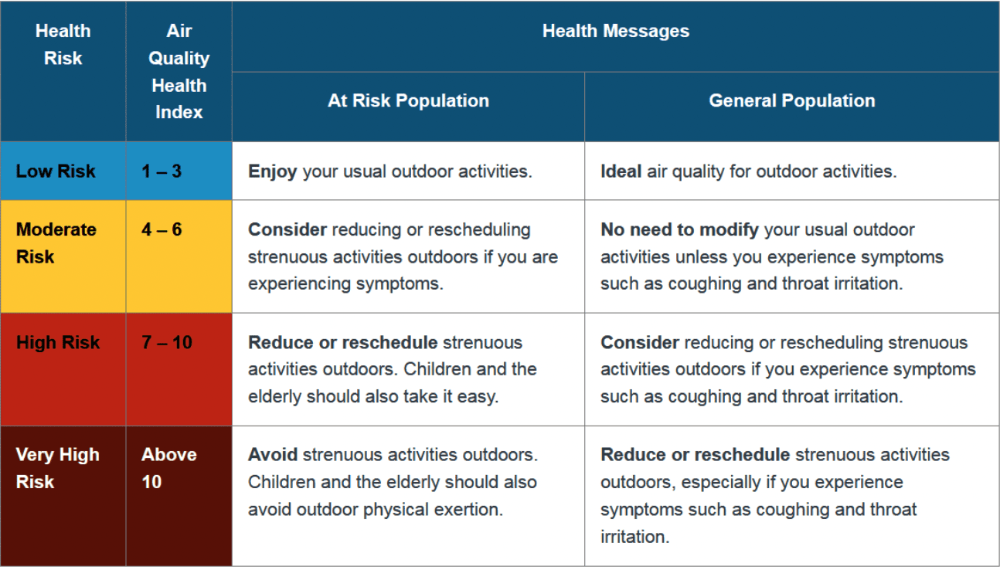 Health
Risk
Air
Quality
Health
Index
Health Messages
At Risk Population
General Population
Low Risk
1 – 3
Enjoy your usual outdoor activities.
Ideal air quality for outdoor activities.
Moderate
Risk
4 – 6
Consider reducing or rescheduling
strenuous activities outdoors if you are
experiencing symptoms.
No need to modify your usual outdoor
activities unless you experience symptoms
such as coughing and throat irritation.
High Risk
7 – 10
Reduce or reschedule strenuous
activities outdoors. Children and the
elderly should also take it easy.
Consider reducing or rescheduling strenuous
activities outdoors if you experience symptoms
such as coughing and throat irritation.
Very High
Risk
Above
10
Avoid strenuous activities outdoors.
Children and the elderly should also
avoid outdoor physical exertion.
Reduce or reschedule strenuous activities
outdoors, especially if you experience
symptoms such as coughing and throat
irritation.